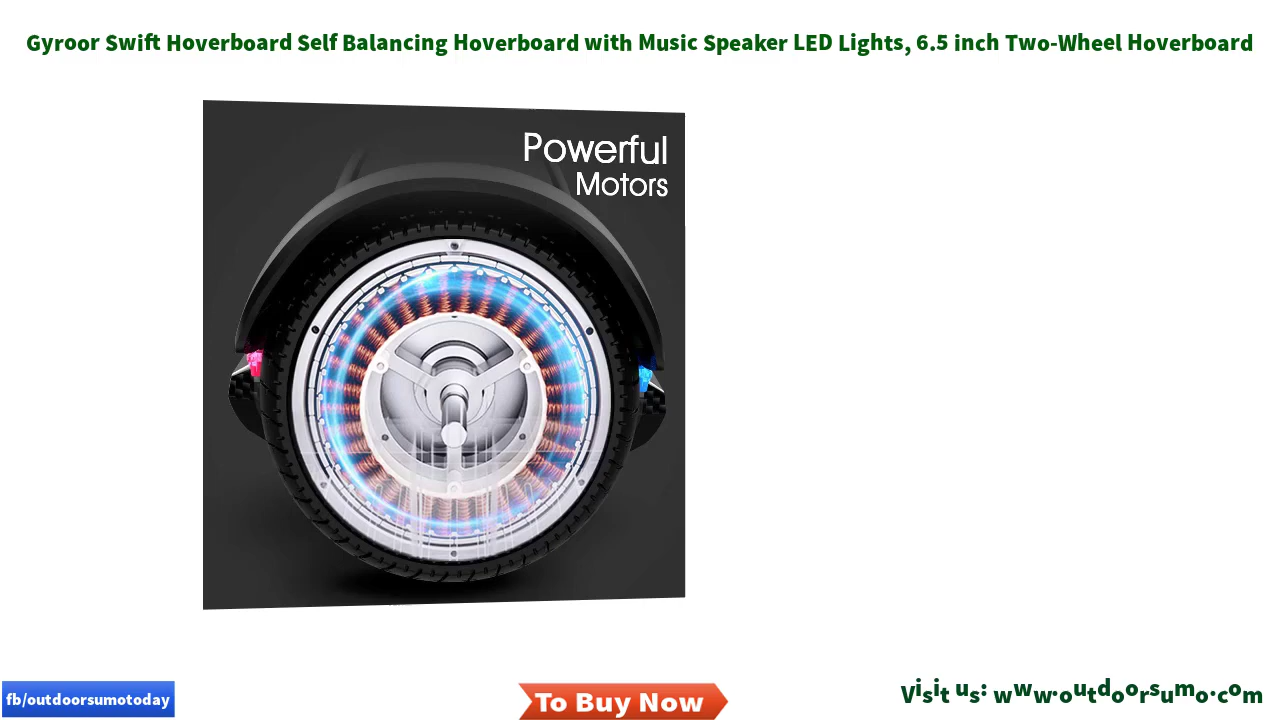 Gyroor Swift Hoverboard Self Balancing Hoverboard with Music Speaker LED Lights, 6.5 inch Two-Wheel Hoverboard
Powerful
Motors
fb/outdoorsumotoday
To Buy Now
Visit us: www.outdoorsumo.com